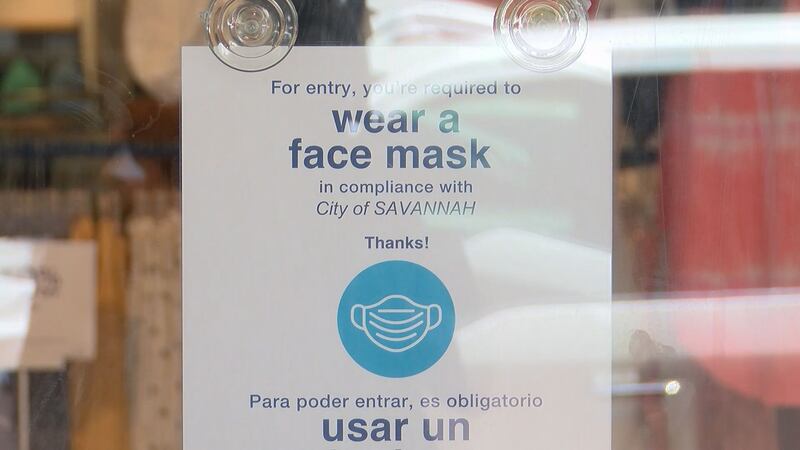 For entry, you're required to
wear a
face mask
in compliance with
City of SAVANNAH
Thanks!
Para poder entrar, es obligatorio
usar un